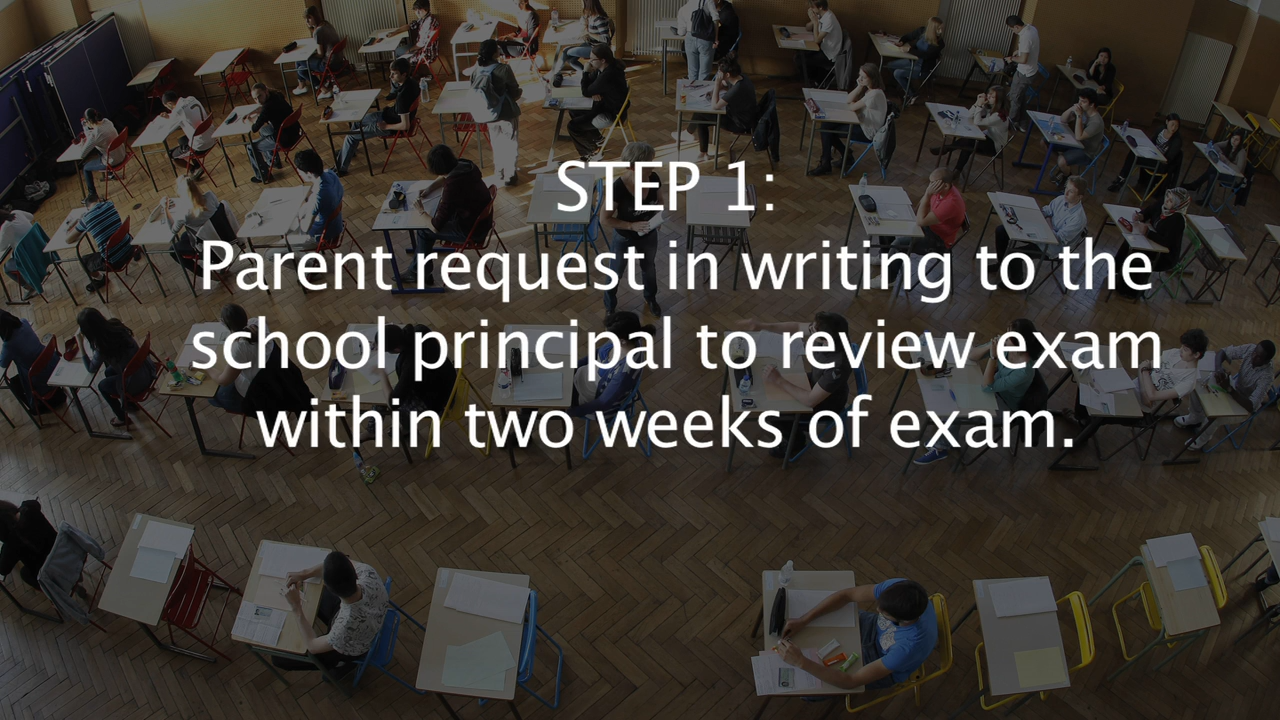 STEP 1:
Parent request in writing to the
school principal to review exam
within two weeks of exam.